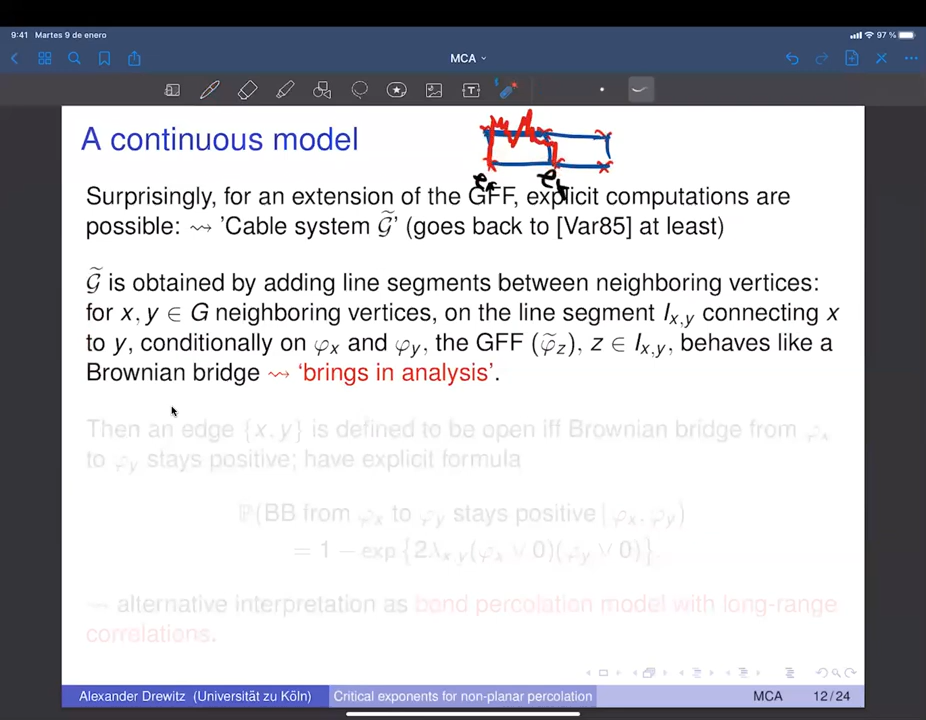 9:41 Martes 9 de enero
97 %
MCA
A continuous model
Surprisingly, for an extension of the GFF, explicit computations are
possible: ⇝ 'Cable system G̃' (goes back to [Var85] at least)
G̃ is obtained by adding line segments between neighboring vertices:
for x, y ∈ G neighboring vertices, on the line segment I_{x,y} connecting x
to y, conditionally on φ_x and φ_y, the GFF (φ̃_z), z ∈ I_{x,y}, behaves like a
Brownian bridge ⇝ 'brings in analysis'.
Then an edge {x, y} is defined to be open iff Brownian bridge from φ_x
to φ_y stays positive; have explicit formula
ℙ(BB from φ_x to φ_y stays positive | φ_x, φ_y)
= 1 − exp {2λ_{x,y}(φ_x ∨ 0)(φ_y ∨ 0)}.
⇝ alternative interpretation as bond percolation model with long-range
correlations.
Alexander Drewitz (Universität zu Köln) Critical exponents for non-planar percolation MCA 12 / 24